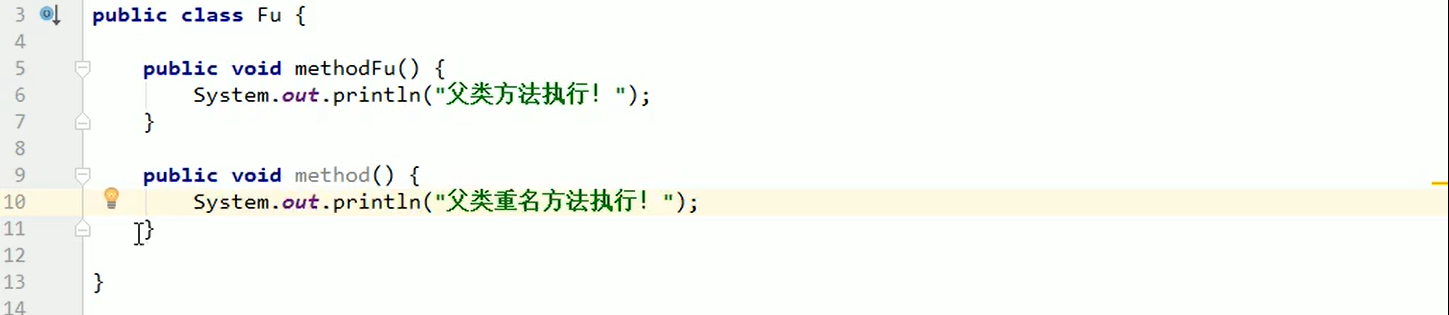 3 public class Fu {
4
5 public void methodFu() {
6 System.out.println("父类方法执行！");
7 }
8
9 public void method() {
10 System.out.println("父类重名方法执行！");
11 }
12
13 }
14